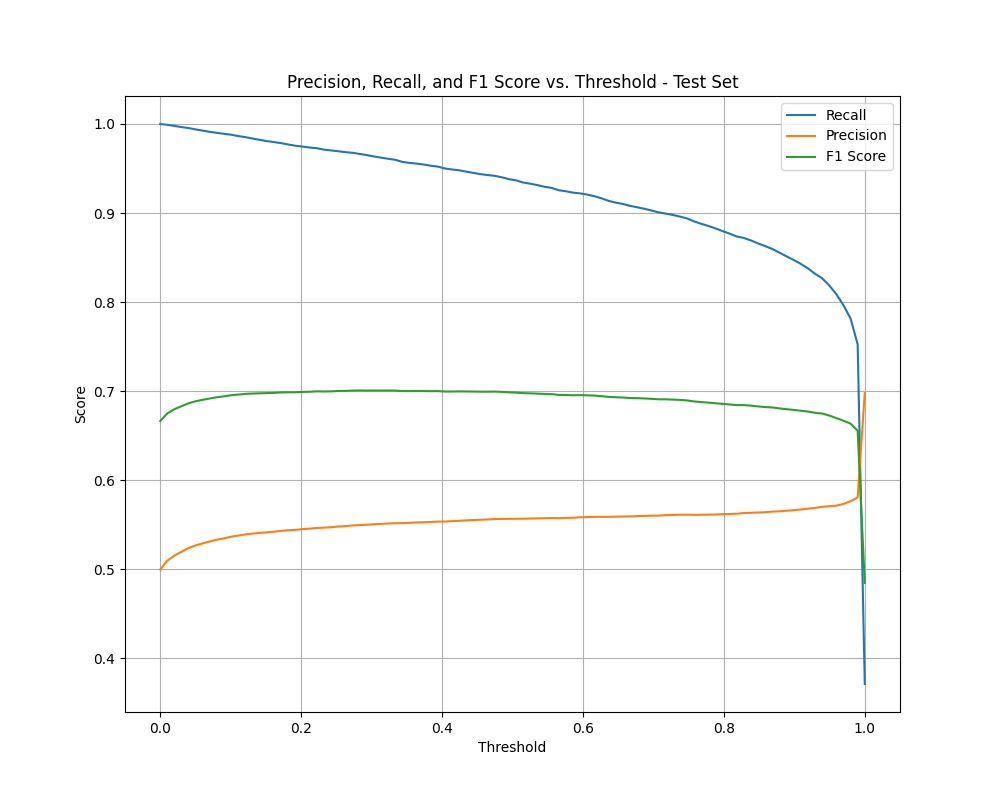 Precision, Recall, and F1 Score vs. Threshold - Test Set
Recall
Precision
F1 Score
1.0
0.9
0.8
0.7
0.6
0.5
0.4
Score
0.0 0.2 0.4 0.6 0.8 1.0
Threshold